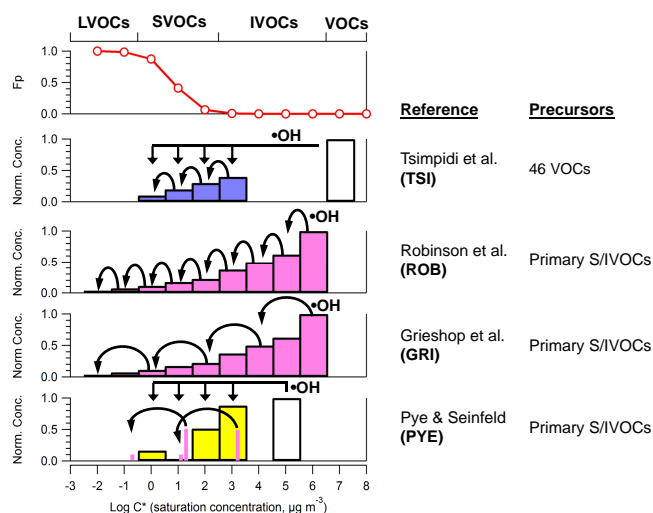 LVOCs SVOCs IVOCs VOCs
1.0
0.5
0.0
Fp
Reference Precursors
1.0
0.5
0.0
Norm. Conc.
•OH
Tsimpidi et al.
(TSI)
46 VOCs
1.0
0.5
0.0
Norm. Conc.
•OH
Robinson et al.
(ROB)
Primary S/IVOCs
1.0
0.5
0.0
Norm Conc.
•OH
Grieshop et al.
(GRI)
Primary S/IVOCs
1.0
0.5
0.0
Norm. Conc.
•OH
Pye & Seinfeld
(PYE)
Primary S/IVOCs
-3 -2 -1 0 1 2 3 4 5 6 7 8
Log C* (saturation concentration, µg m-3)